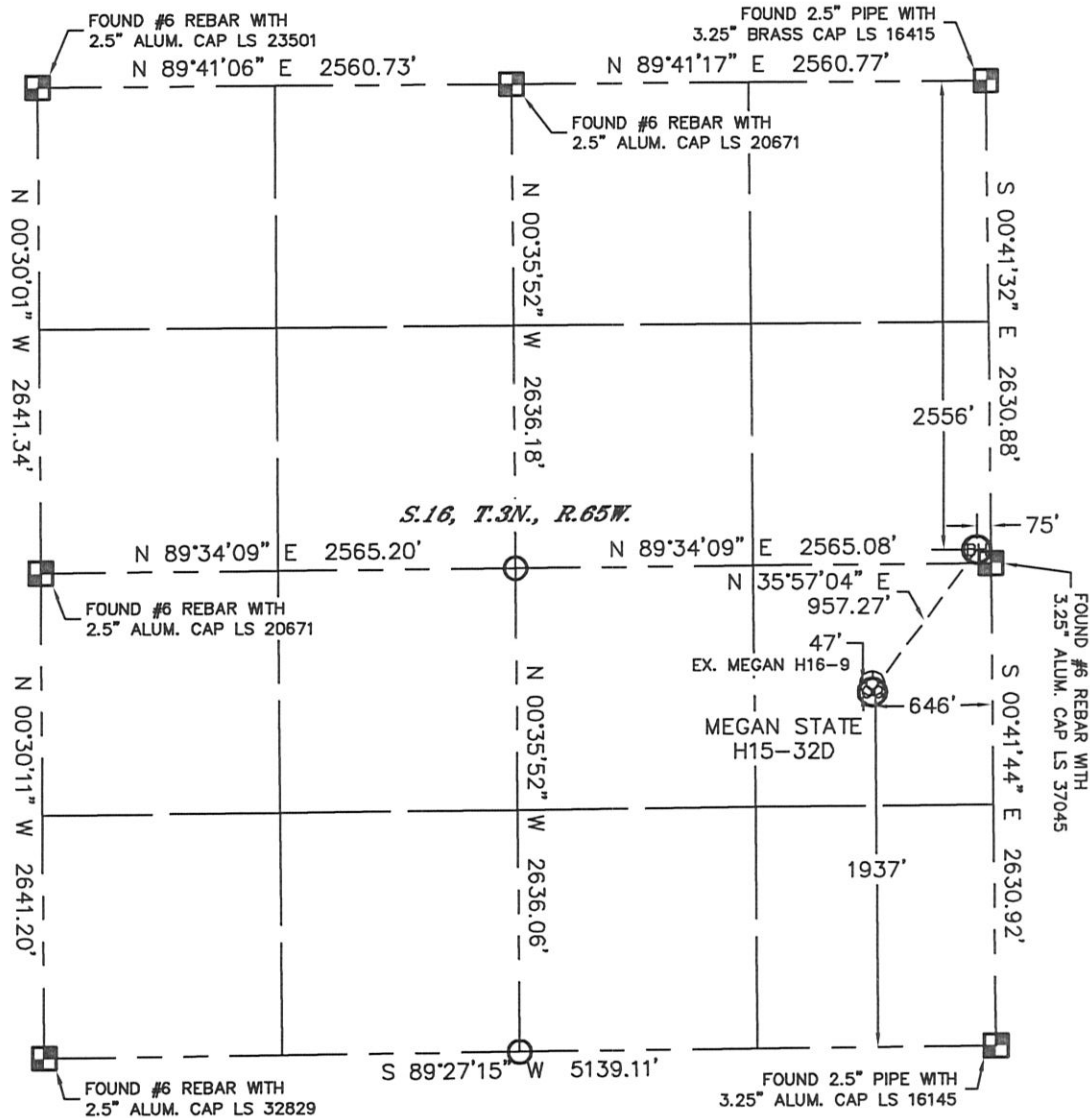 FOUND #6 REBAR WITH
2.5" ALUM. CAP LS 23501
FOUND 2.5" PIPE WITH
3.25" BRASS CAP LS 16415
N 89°41'06" E 2560.73'
N 89°41'17" E 2560.77'
FOUND #6 REBAR WITH
2.5" ALUM. CAP LS 20671
N 00°30'01" W 2641.34'
N 00°35'52" W 2636.18'
S 00°41'32" E 2630.88'
2556'
S.16, T.3N., R.65W.
75'
N 89°34'09" E 2565.20'
N 89°34'09" E 2565.08'
N 35°57'04" E
957.27'
FOUND #6 REBAR WITH
2.5" ALUM. CAP LS 20671
FOUND #6 REBAR WITH
3.25" ALUM. CAP LS 37045
47'
EX. MEGAN H16-9
646'
MEGAN STATE
H15-32D
N 00°30'11" W 2641.20'
N 00°35'52" W 2636.06'
S 00°41'44" E 2630.92'
1937'
S 89°27'15" W 5139.11'
FOUND #6 REBAR WITH
2.5" ALUM. CAP LS 32829
FOUND 2.5" PIPE WITH
3.25" ALUM. CAP LS 16145